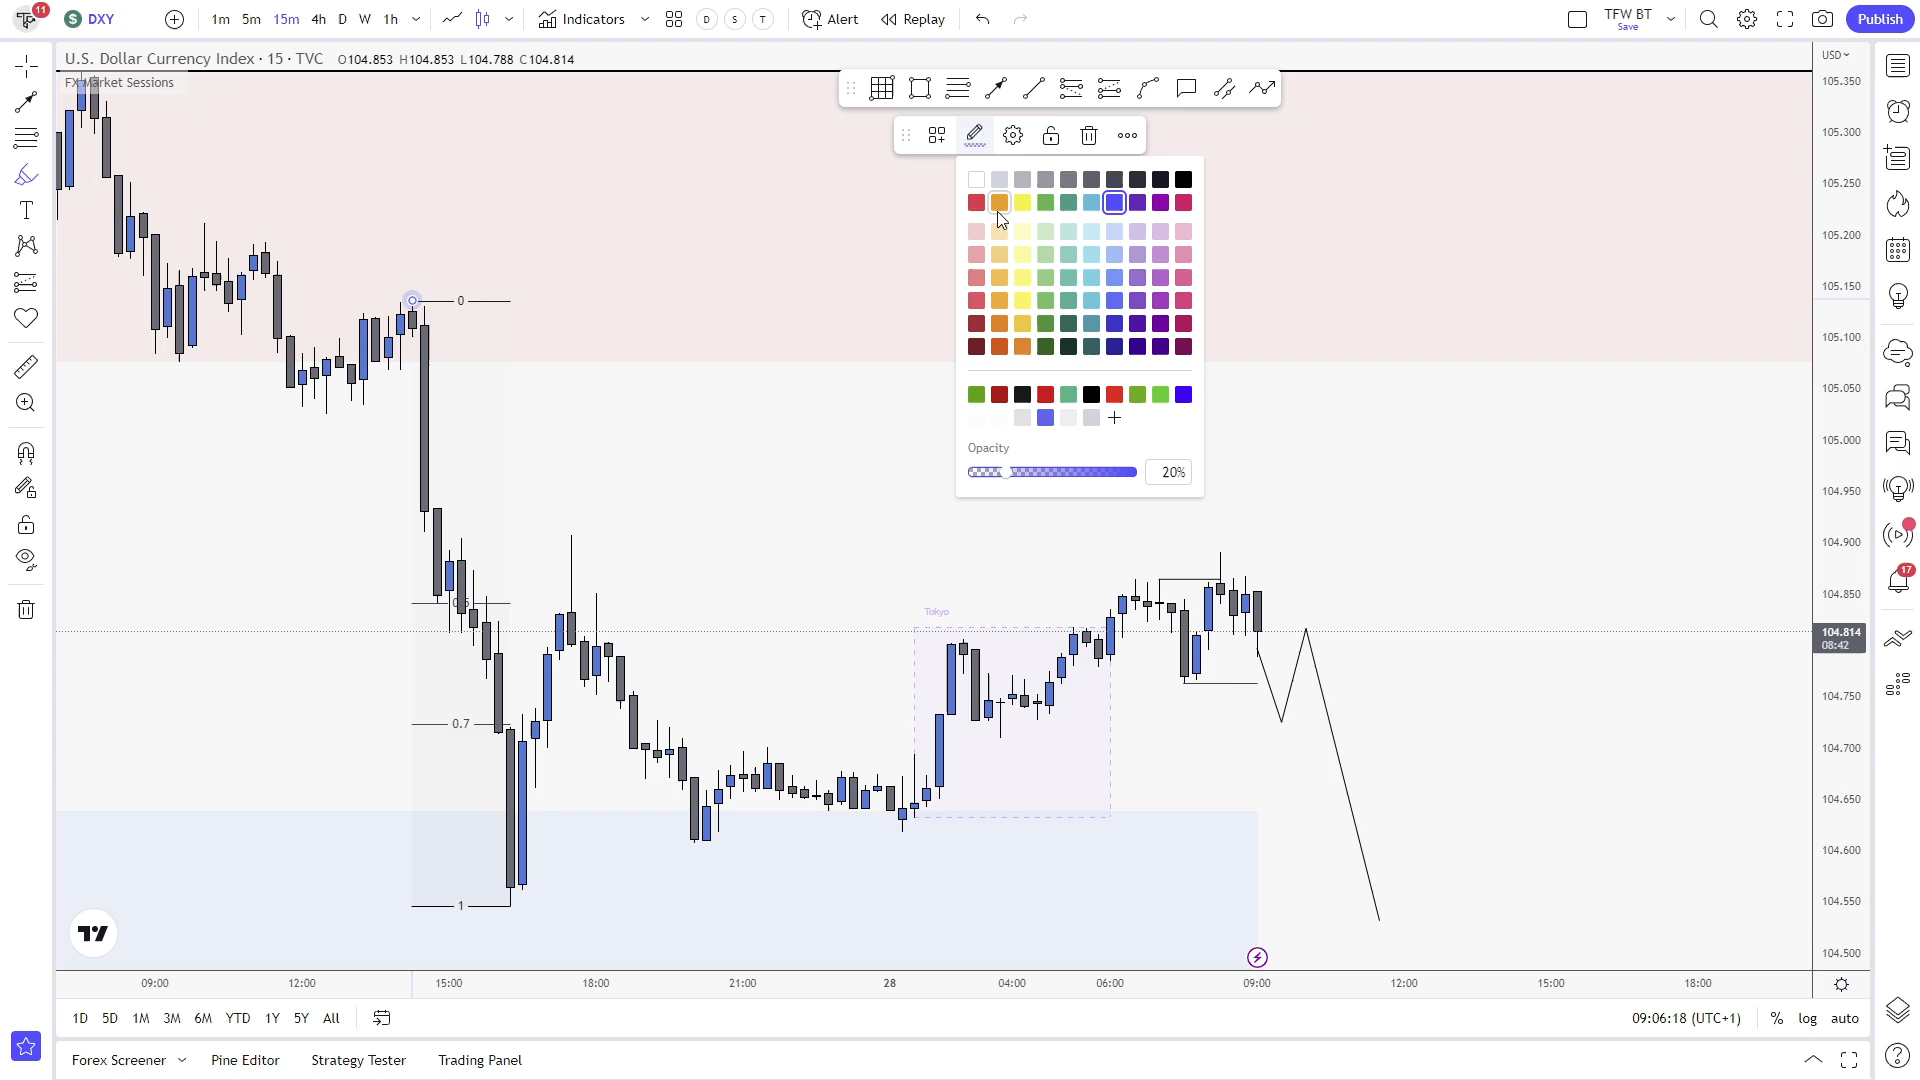 11
S DXY
1m 5m 15m 4h D W 1h
Indicators
D S T
Alert
Replay
TFW BT
Save
Publish
U.S. Dollar Currency Index · 15 · TVC O104.853 H104.853 L104.788 C104.814
USD
FX Market Sessions
105.350
105.300
105.250
105.200
105.150
105.100
105.050
105.000
104.950
104.900
104.850
104.814
08:42
104.750
104.700
104.650
104.600
104.550
104.500
0
0.5
0.7
1
Opacity
20%
Tokyo
17
09:00 12:00 15:00 18:00 21:00 28 04:00 06:00 09:00 12:00 15:00 18:00
1D 5D 1M 3M 6M YTD 1Y 5Y All
09:06:18 (UTC+1) % log auto
Forex Screener Pine Editor Strategy Tester Trading Panel